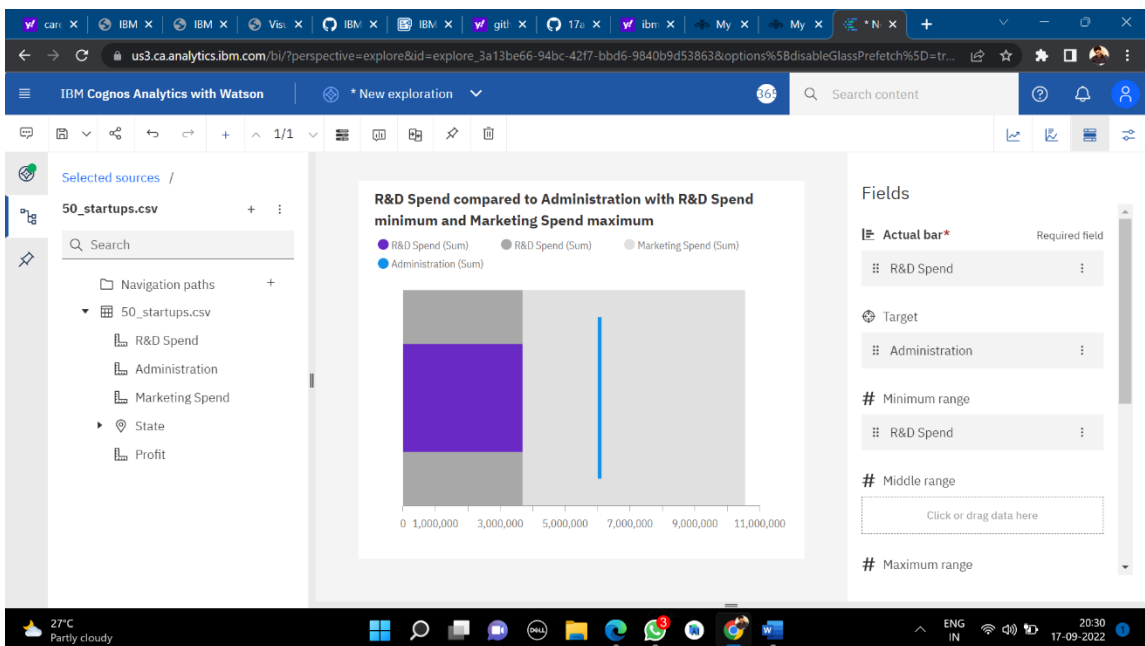 carc
IBM
IBM
Visu
IBM
IBM
gith
17a
ibm
My
My
* N
us3.ca.analytics.ibm.com/bi/?perspective=explore&id=explore_3a13be66-94bc-42f7-bbd6-9840b9d53863&options%5BdisableGlassPrefetch%5D=tr...
IBM Cognos Analytics with Watson
* New exploration
365
Search content
1/1
Selected sources /
50_startups.csv
Search
Navigation paths
50_startups.csv
R&D Spend
Administration
Marketing Spend
State
Profit
R&D Spend compared to Administration with R&D Spend
minimum and Marketing Spend maximum
R&D Spend (Sum) R&D Spend (Sum) Marketing Spend (Sum)
Administration (Sum)
0 1,000,000 3,000,000 5,000,000 7,000,000 9,000,000 11,000,000
Fields
Actual bar* Required field
R&D Spend
Target
Administration
# Minimum range
R&D Spend
# Middle range
Click or drag data here
# Maximum range
27°C
Partly cloudy
DELL
3
W
ENG
IN
20:30
17-09-2022
1